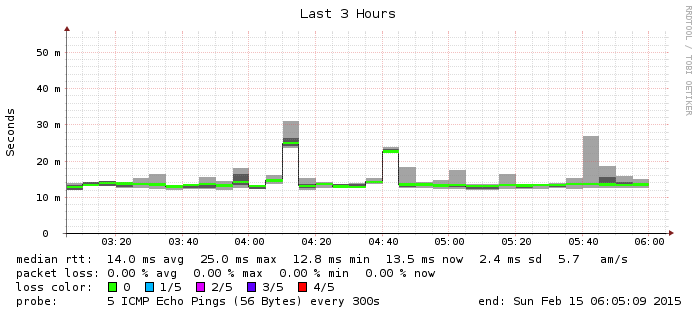 Last 3 Hours
RRDTOOL / TOBI OETIKER
Seconds
50 m
40 m
30 m
20 m
10 m
0
03:20 03:40 04:00 04:20 04:40 05:00 05:20 05:40 06:00
median rtt: 14.0 ms avg 25.0 ms max 12.8 ms min 13.5 ms now 2.4 ms sd 5.7 am/s
packet loss: 0.00 % avg 0.00 % max 0.00 % min 0.00 % now
loss color: 0 1/5 2/5 3/5 4/5
probe: 5 ICMP Echo Pings (56 Bytes) every 300s end: Sun Feb 15 06:05:09 2015